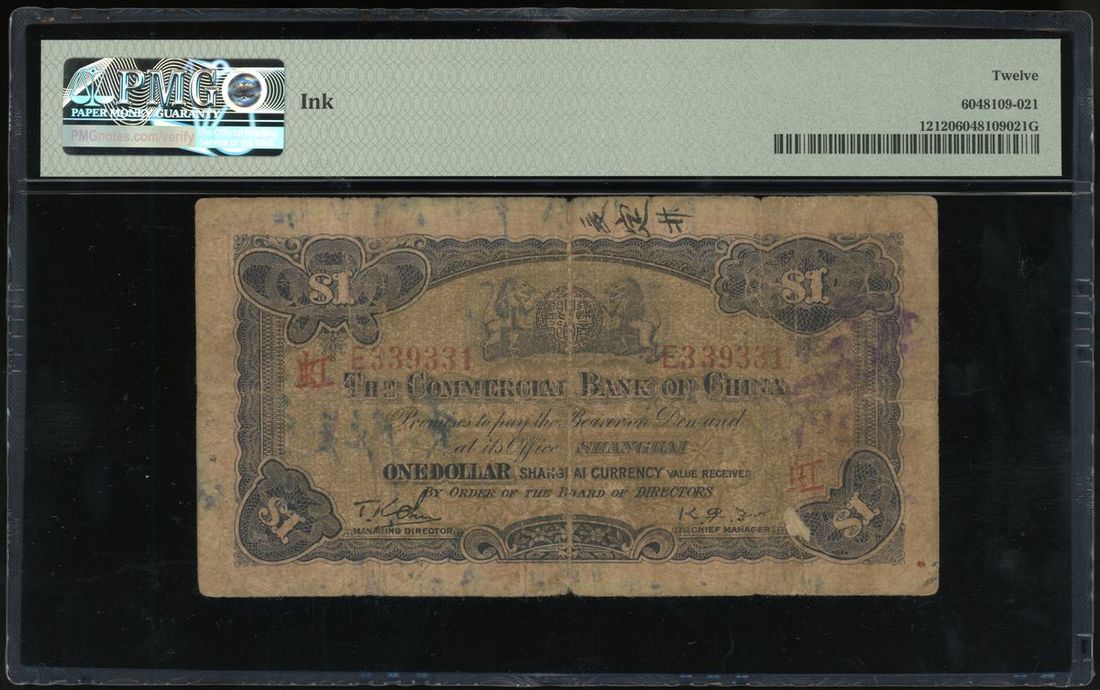 PMG
PAPER MONEY GUARANTY
PMGnotes.com/verify
Ink
Twelve
6048109-021
121206048109021G
$1 $1
E339331 E339331
虹
THE COMMERCIAL BANK OF CHINA
Promises to pay the Bearer on Demand
at its Office SHANGHAI
ONE DOLLAR SHANGHAI CURRENCY VALUE RECEIVED
虹
BY ORDER OF THE BOARD OF DIRECTORS
MANAGING DIRECTOR CHIEF MANAGER
$1 $1